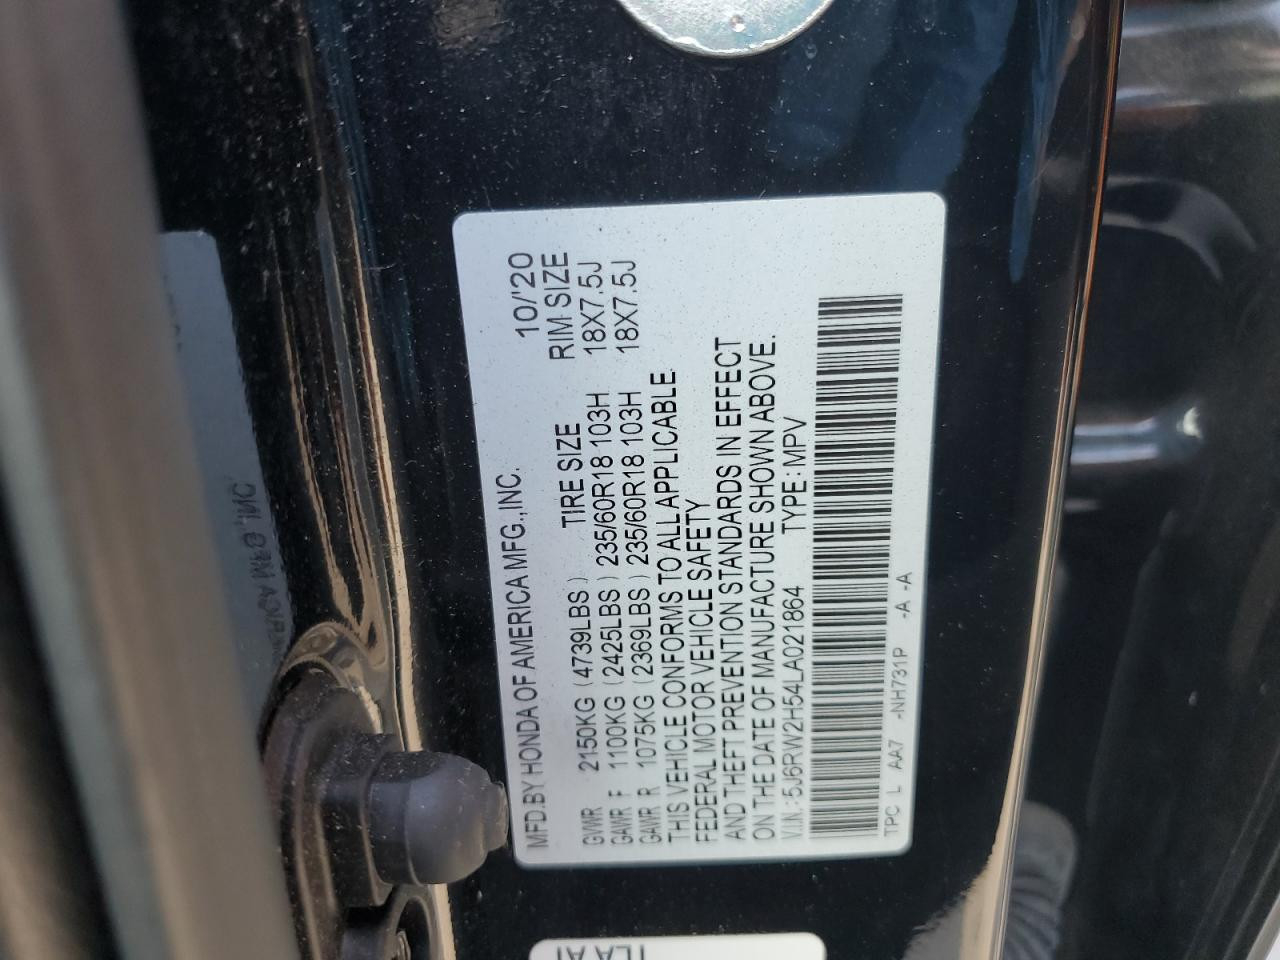 MFD.BY HONDA OF AMERICA MFG.,INC. 10/'20
TIRE SIZE RIM SIZE
GVWR 2150KG (4739LBS)
GAWR F 1100KG (2425LBS) 235/60R18 103H 18X7.5J
GAWR R 1075KG (2369LBS) 235/60R18 103H 18X7.5J
THIS VEHICLE CONFORMS TO ALL APPLICABLE
FEDERAL MOTOR VEHICLE SAFETY
AND THEFT PREVENTION STANDARDS IN EFFECT
ON THE DATE OF MANUFACTURE SHOWN ABOVE.
V.I.N.: 5J6RW2H54LA021864 TYPE: MPV
TPC L AA7 -NH731P -A -A